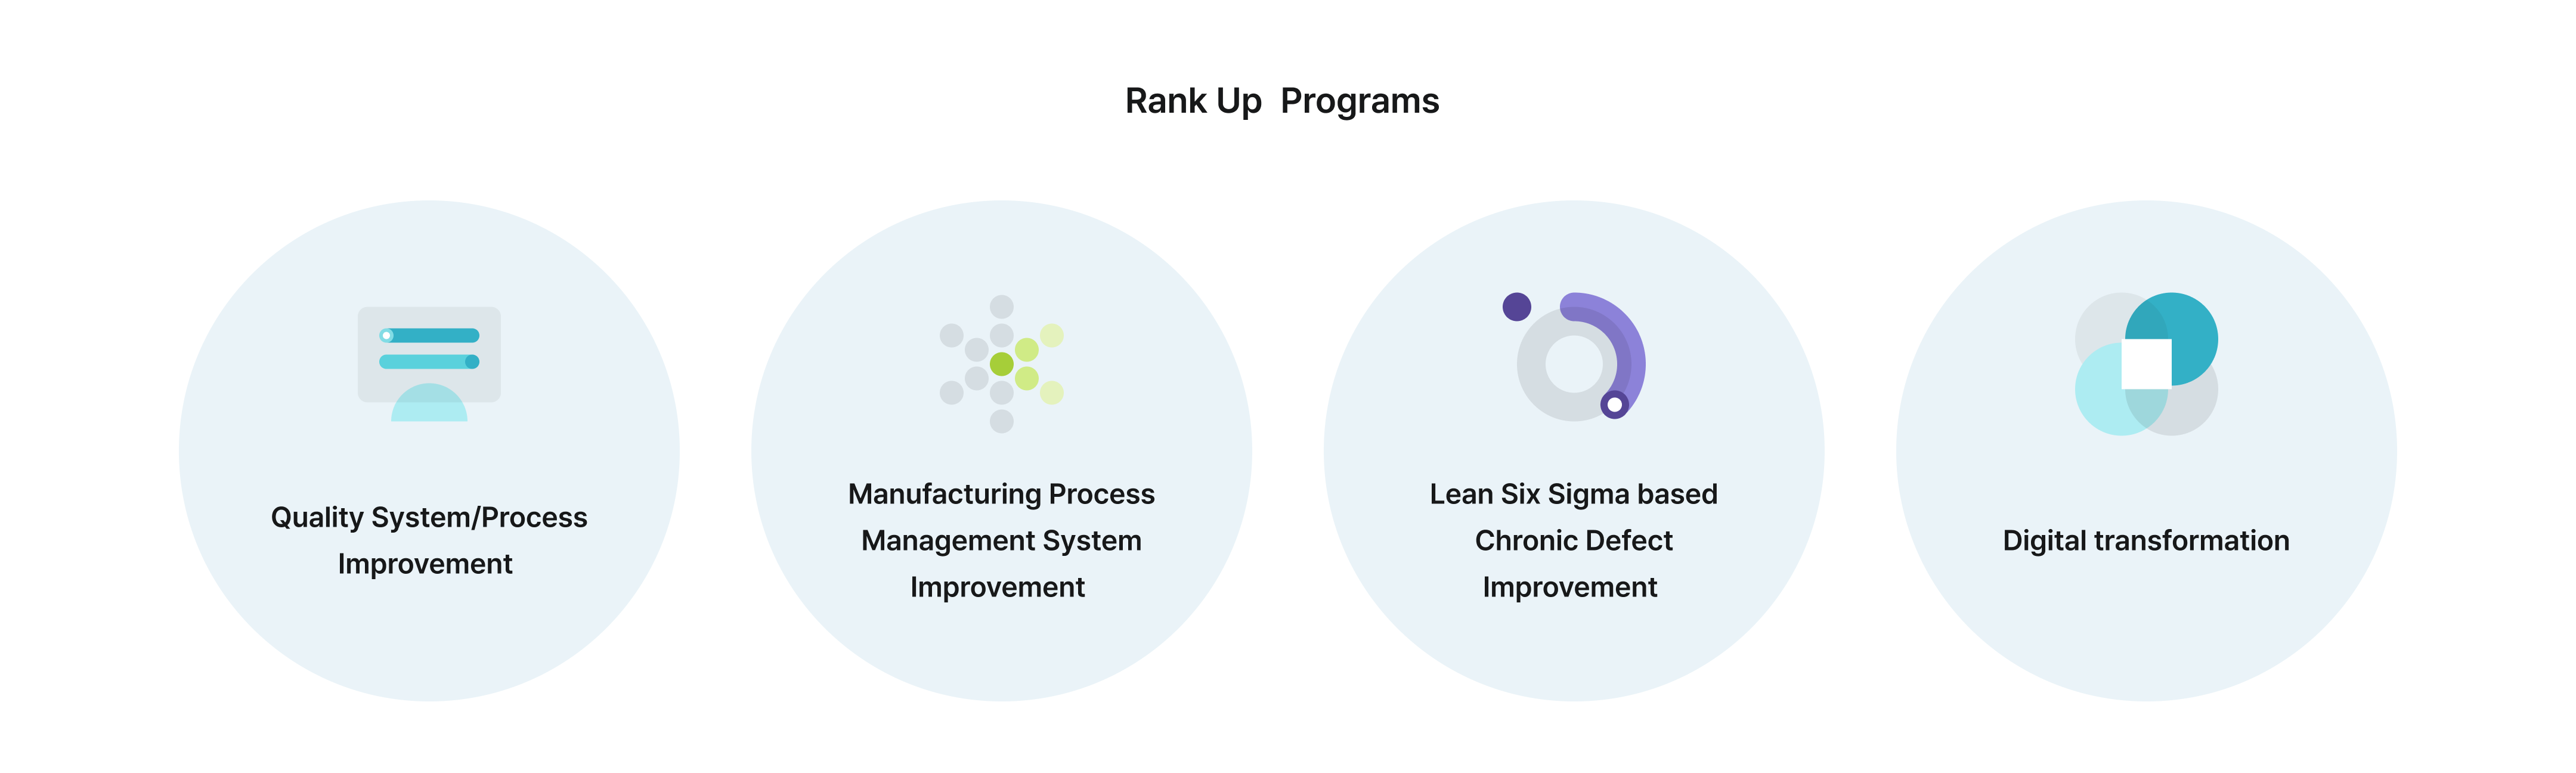 Rank Up  Programs
Quality System/Process
Improvement
Manufacturing Process
Management System
Improvement
Lean Six Sigma based
Chronic Defect
Improvement
Digital transformation